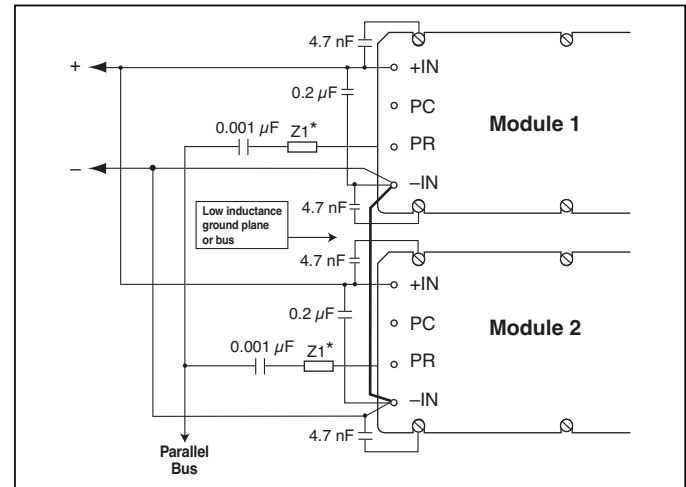 4.7 nF
+
+IN
0.2 µF
PC
Module 1
0.001 µF
Z1*
PR
–
–IN
4.7 nF
Low inductance
ground plane
or bus
4.7 nF
+IN
0.2 µF
PC
Module 2
0.001 µF
Z1*
PR
–IN
4.7 nF
Parallel
Bus